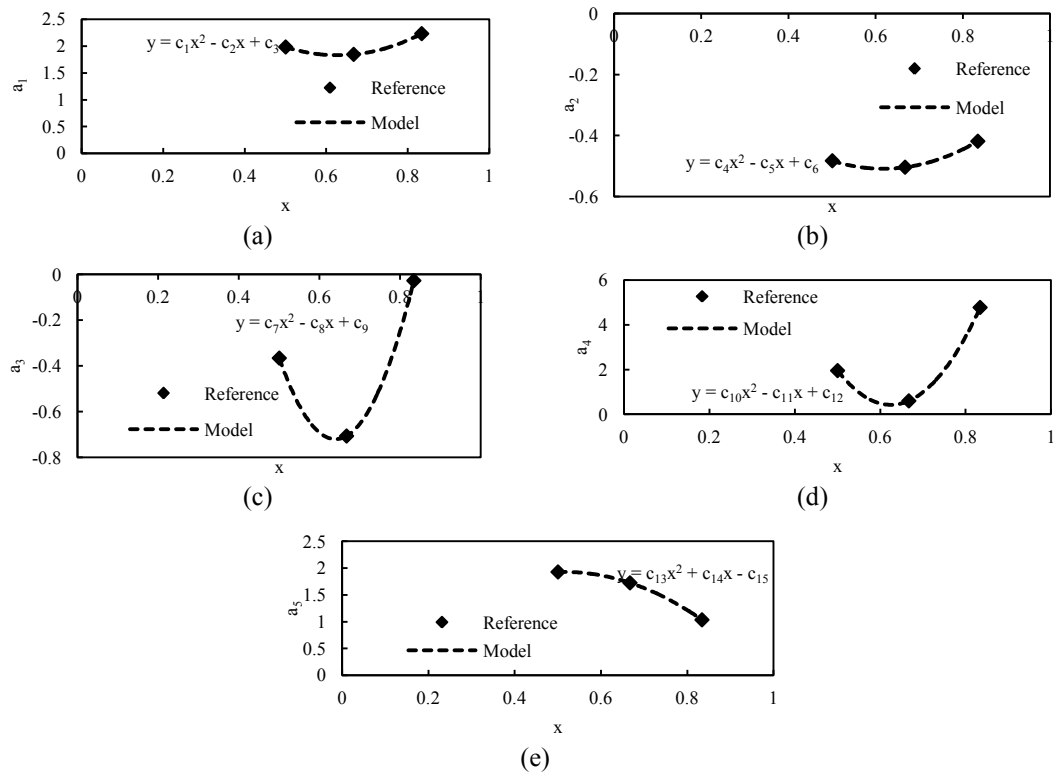 2.5
2
1.5
1
0.5
0
a₁
y = c₁x² - c₂x + c₃
Reference
Model
0 0.2 0.4 0.6 0.8 1
x
(a)
0
-0.2
-0.4
-0.6
a₂
0 0.2 0.4 0.6 0.8 1
Reference
Model
y = c₄x² - c₅x + c₆
x
(b)
0
-0.2
-0.4
-0.6
-0.8
a₃
0 0.2 0.4 0.6 0.8 1
y = c₇x² - c₈x + c₉
Reference
Model
x
(c)
6
4
2
0
a₄
Reference
Model
y = c₁₀x² - c₁₁x + c₁₂
0 0.2 0.4 0.6 0.8 1
x
(d)
2.5
2
1.5
1
0.5
0
a₅
y = c₁₃x² + c₁₄x - c₁₅
Reference
Model
0 0.2 0.4 0.6 0.8 1
x
(e)